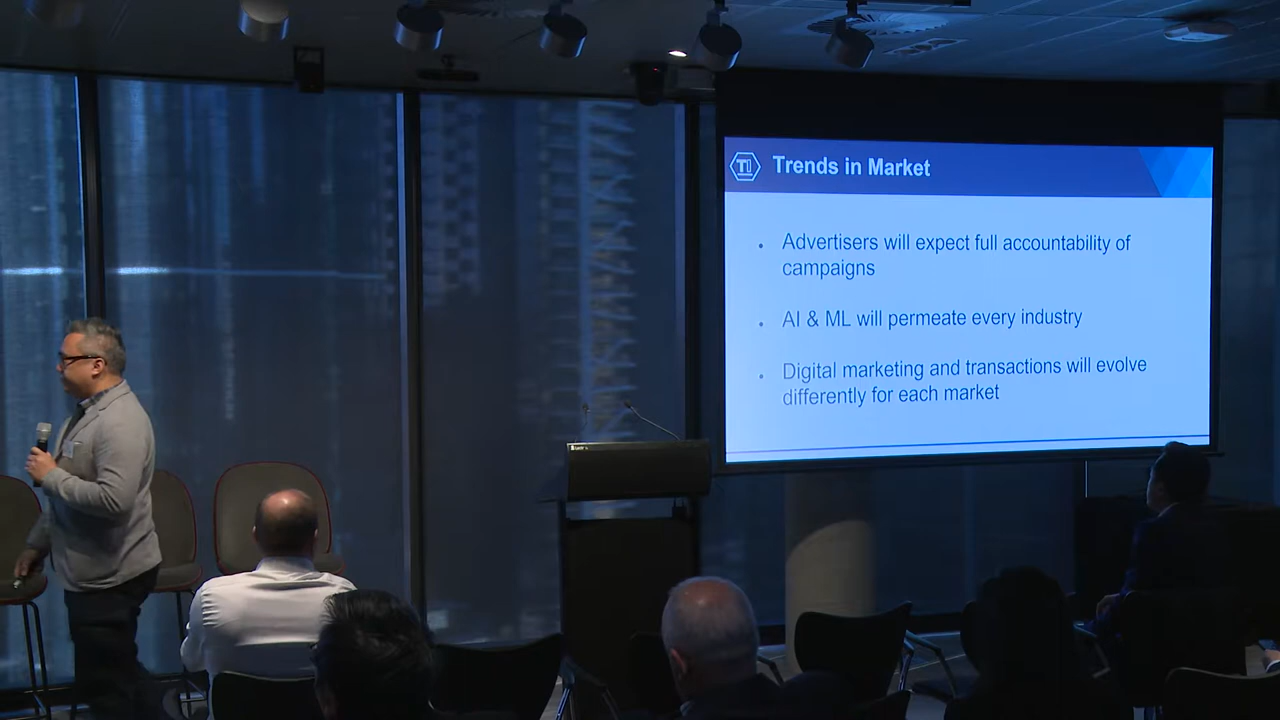 Trends in Market
Advertisers will expect full accountability of
campaigns
AI & ML will permeate every industry
Digital marketing and transactions will evolve
differently for each market